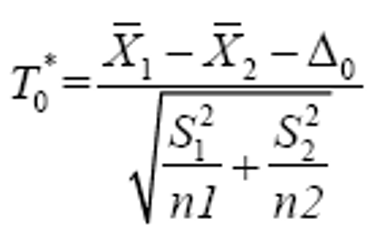 T₀* = (X̅₁ − X̅₂ − Δ₀) / √(S₁²/n1 + S₂²/n2)